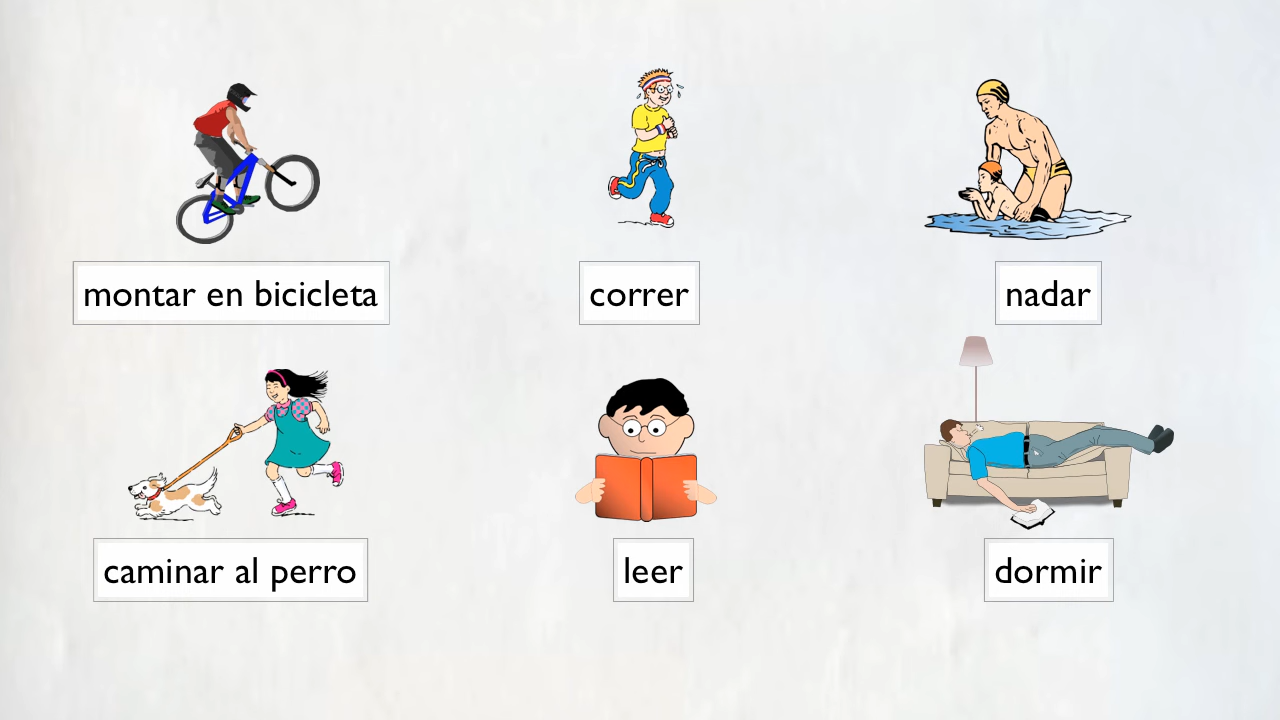 montar en bicicleta
correr
nadar
caminar al perro
leer
dormir